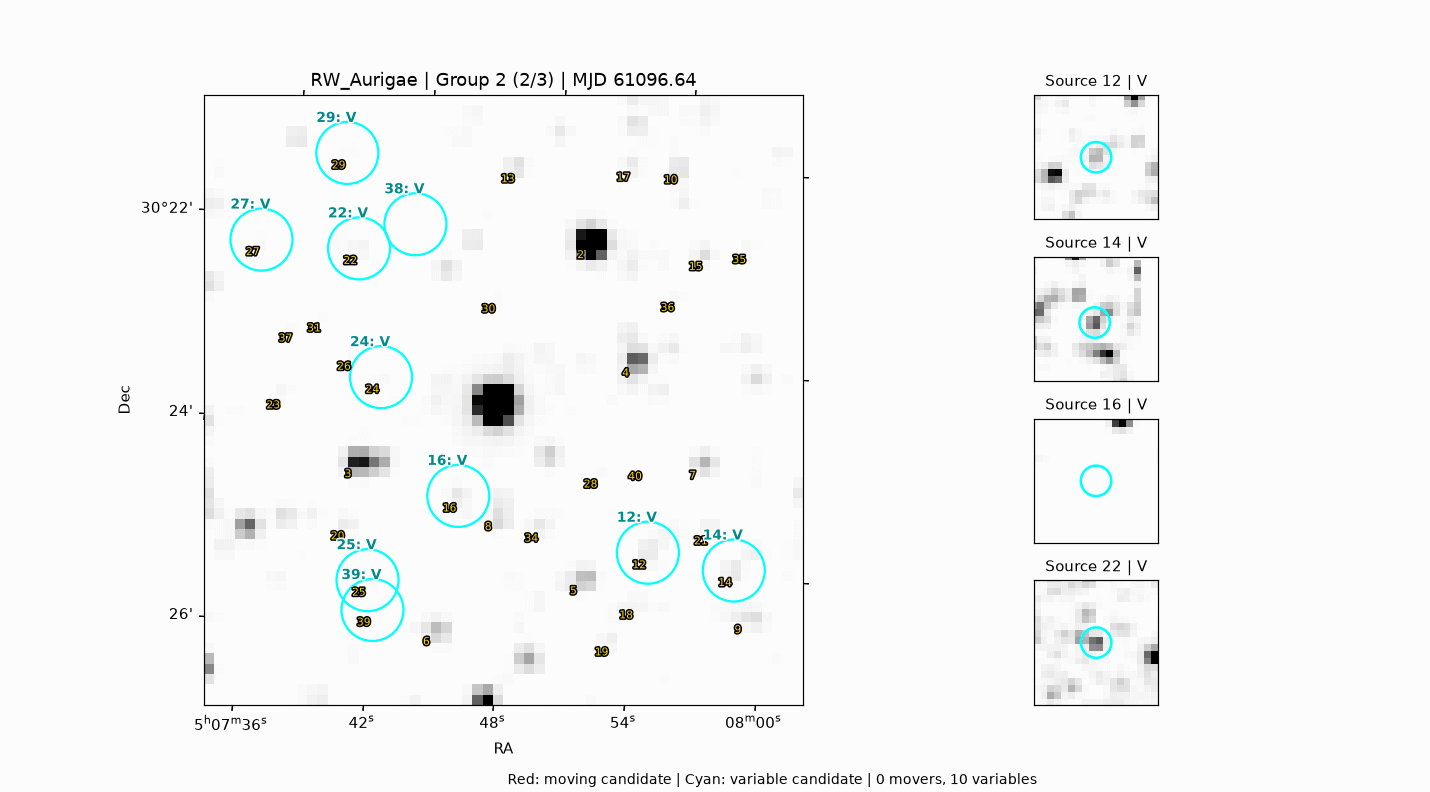 RW_Aurigae | Group 2 (2/3) | MJD 61096.64
29: V
29
13
17
10
38: V
27: V
22: V
30°22'
27
22
2
15
35
30
36
31
37
24: V
26
4
24
23
24'
Dec
16: V
3
28
40
7
16
8
12: V
20
34
21
14: V
25: V
12
39: V
14
25
5
39
18
26'
6
9
19
5ʰ07ᵐ36ˢ
42ˢ
48ˢ
54ˢ
08ᵐ00ˢ
RA
Source 12 | V
Source 14 | V
Source 16 | V
Source 22 | V
Red: moving candidate | Cyan: variable candidate | 0 movers, 10 variables